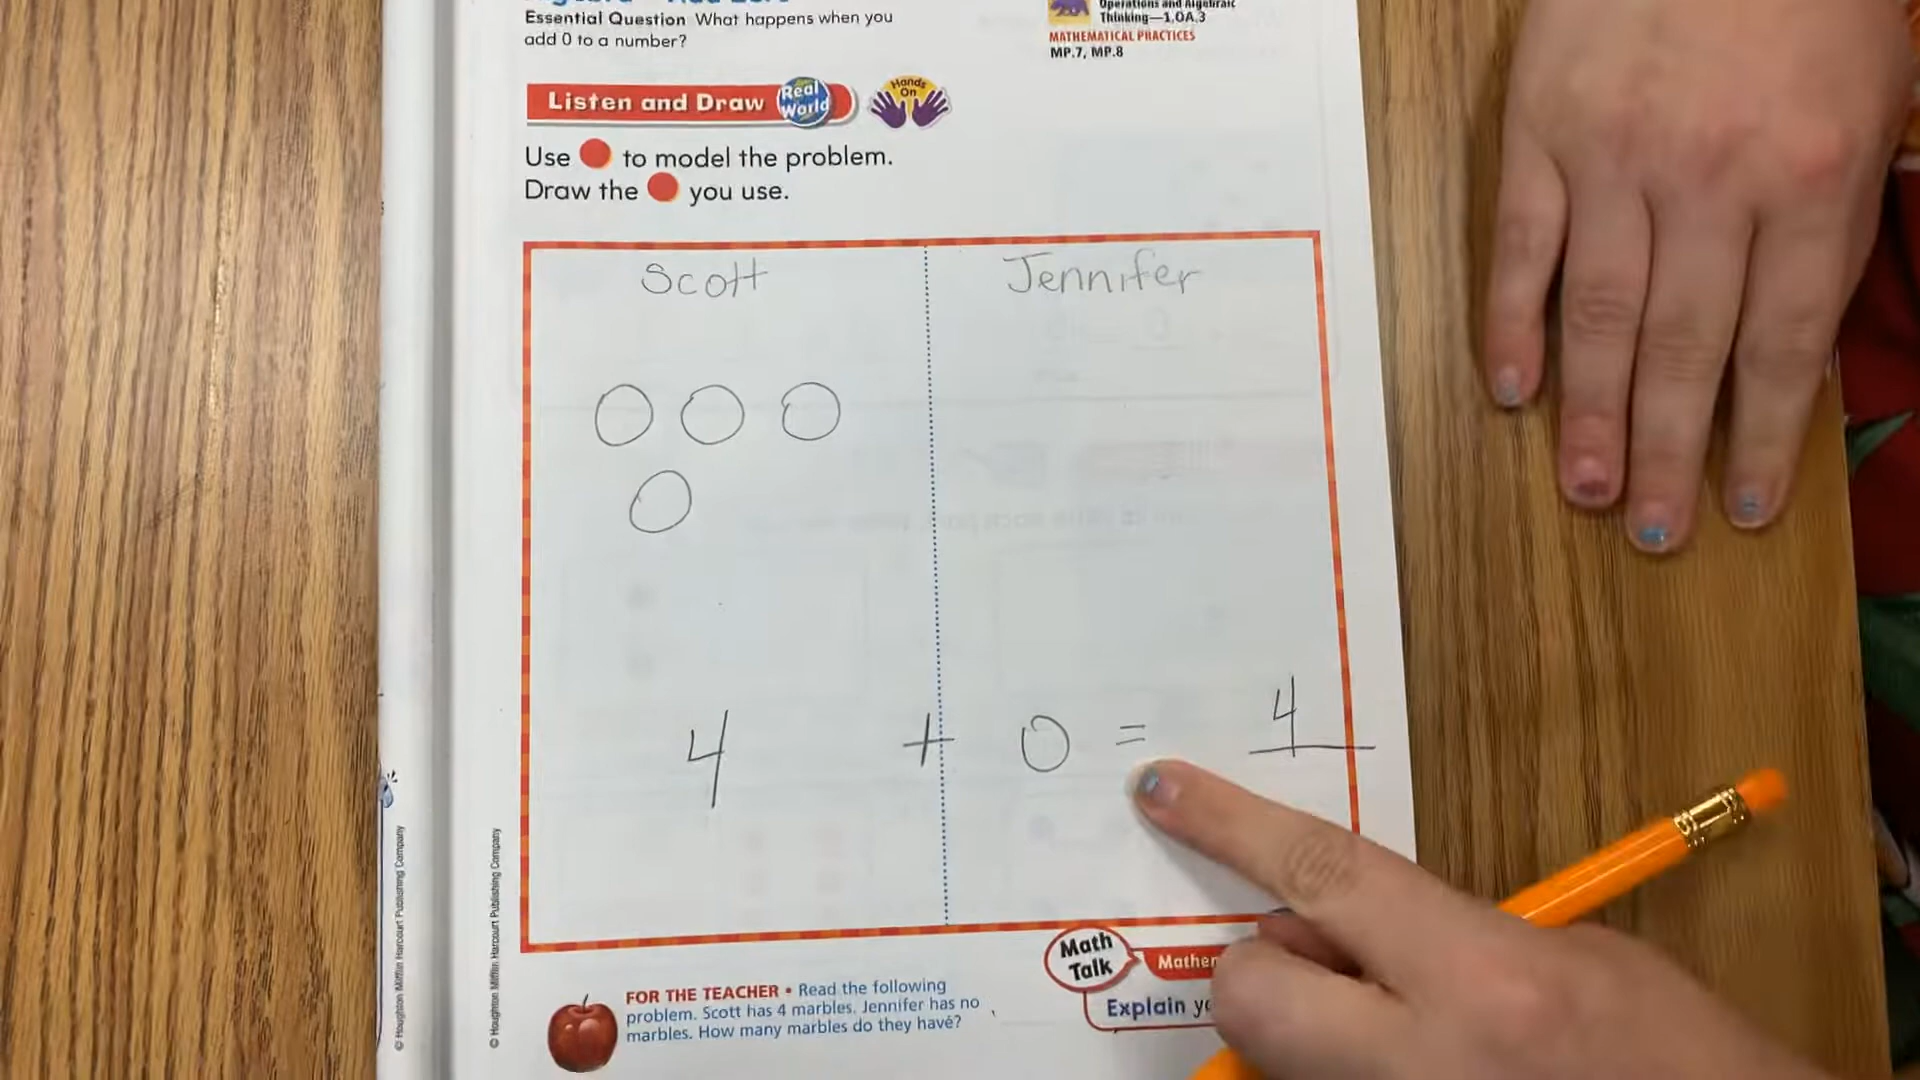 Essential Question What happens when you
add 0 to a number?
Operations and Algebraic
Thinking—1.OA.3
MATHEMATICAL PRACTICES
MP.7, MP.8
Listen and Draw Real World
Hands On
Use to model the problem.
Draw the you use.
Scott
Jennifer
4 + 0 = 4
FOR THE TEACHER • Read the following
problem. Scott has 4 marbles. Jennifer has no
marbles. How many marbles do they have?
Math
Talk
Explain
© Houghton Mifflin Harcourt Publishing Company
© Houghton Mifflin Harcourt Publishing Company